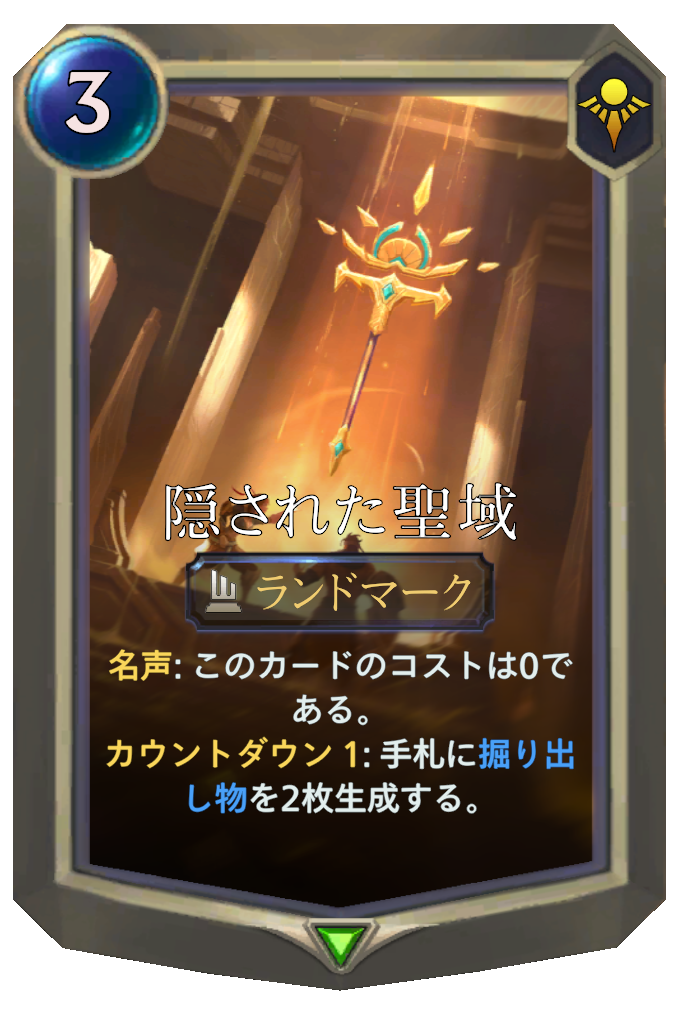 3
隠された聖域
ランドマーク
名声: このカードのコストは0で
ある。
カウントダウン 1: 手札に掘り出
し物を2枚生成する。